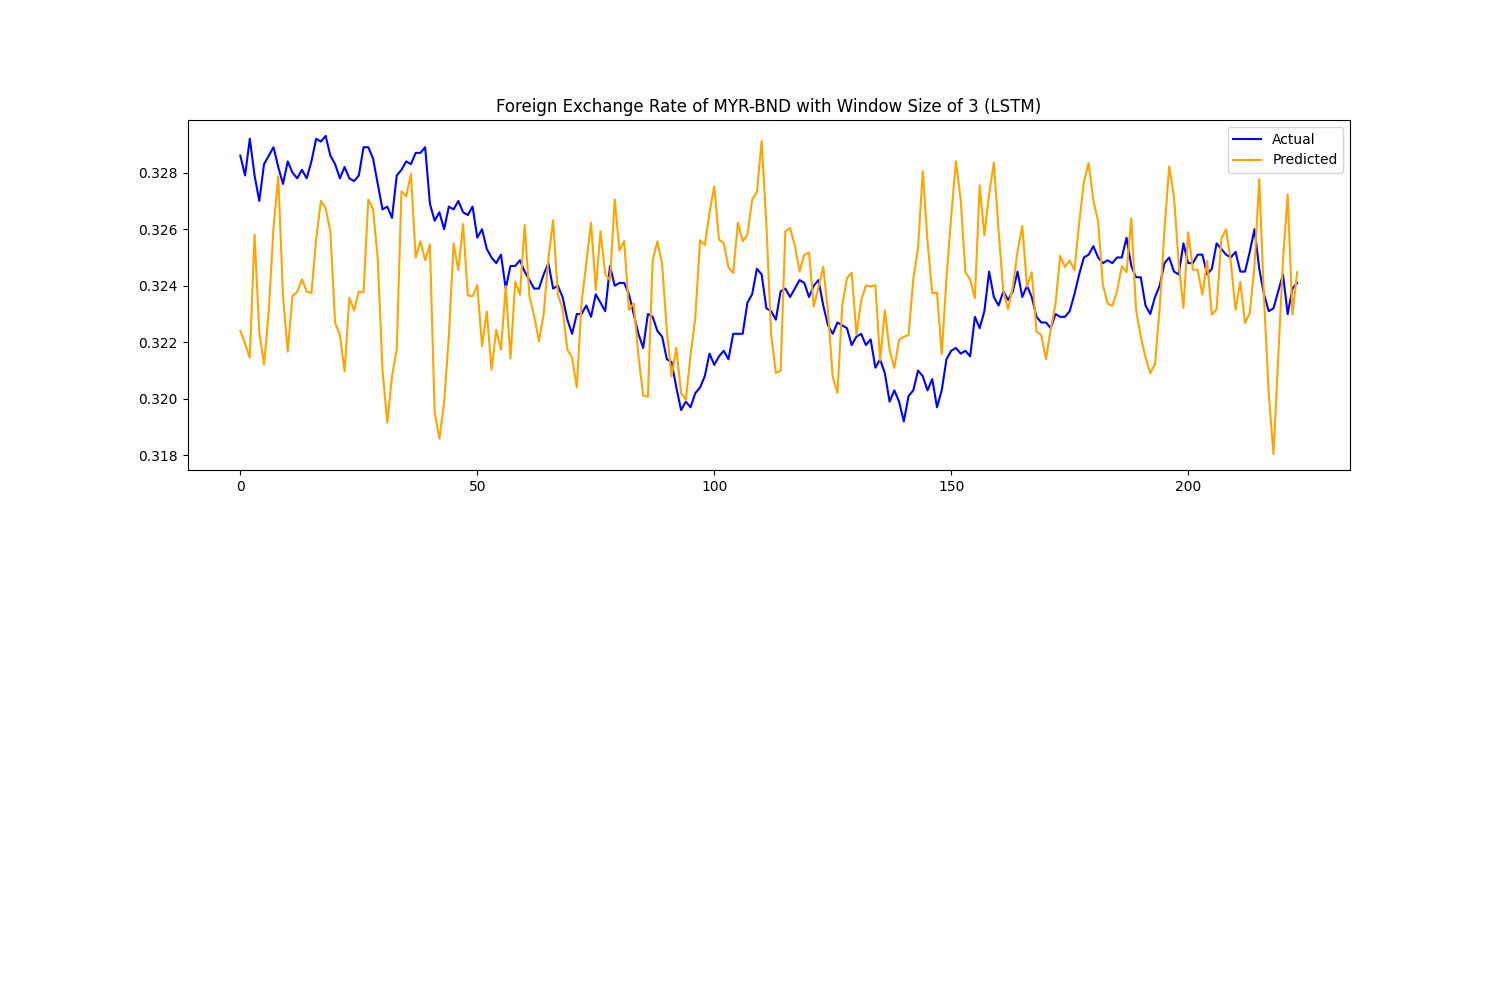 Foreign Exchange Rate of MYR-BND with Window Size of 3 (LSTM)
Actual
Predicted
0.328
0.326
0.324
0.322
0.320
0.318
0 50 100 150 200